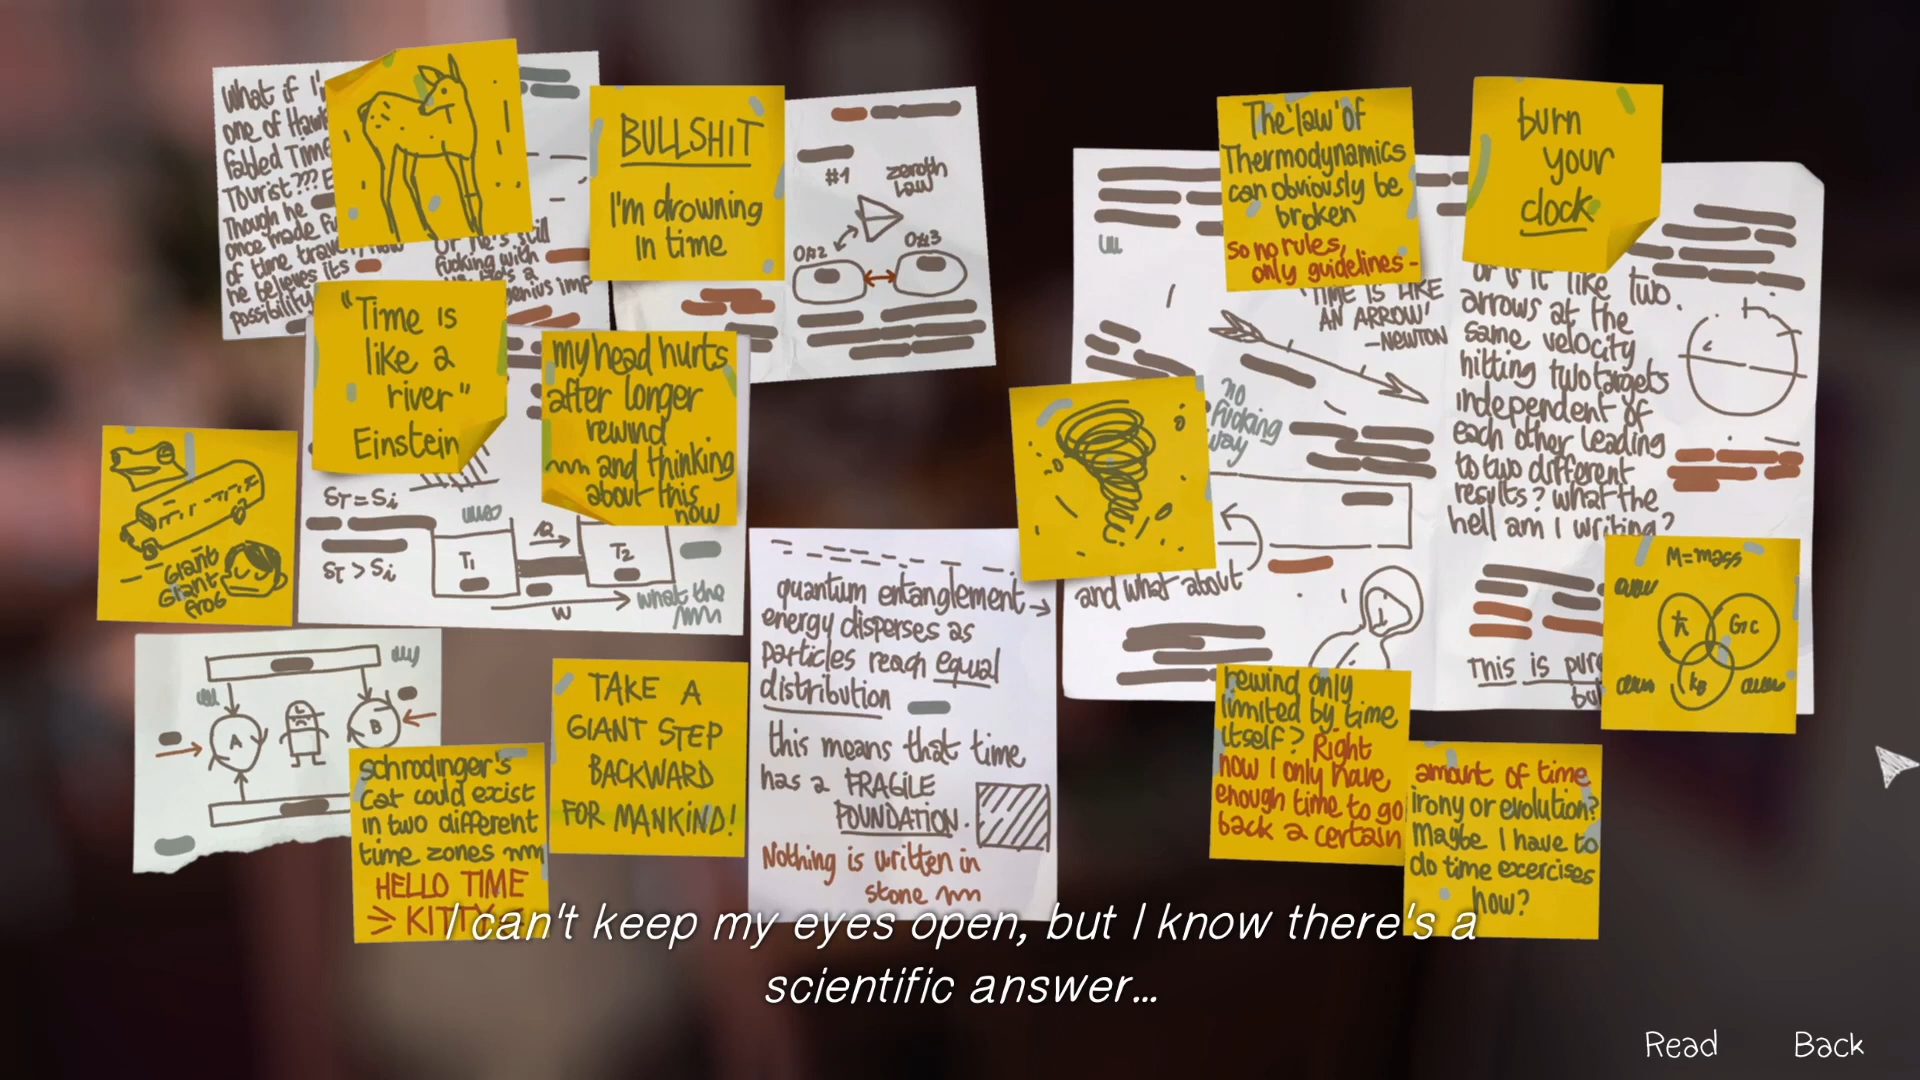 What if I'
one of Hawk
fabled Time
Tourist??? E
Though he
once made fu
of time trave
he believes its
possibility
now
Or he's still
fucking with
He's a
genius imp
BULLSHIT
I'm drowning
in time
#1
zeroth
law
O#2
O#3
"Time is
like a
river"
Einstein
my head hurts
after longer
rewind
and thinking
about this
now
Giant
Giant
frog
ST = Si
ST > Si
T1
Q
T2
W
what the
A
B
schrodinger's
cat could exist
in two different
time zones
HELLO TIME
KITTY
TAKE A
GIANT STEP
BACKWARD
FOR MANKIND!
quantum entanglement
energy disperses as
particles reach equal
distribution
this means that time
has a FRAGILE
FOUNDATION.
Nothing is written in
stone
The 'law' of
Thermodynamics
can obviously be
broken
so no rules,
only guidelines -
burn
your
clock
'TIME IS LIKE
AN ARROW'
- NEWTON
no
fucking
way
and what about
or is it like two
arrows at the
same velocity
hitting two targets
independent of
each other leading
to two different
results? what the
hell am I writing?
This is pur
bu
M=mass
ħ
G,c
kB
rewind only
limited by time
itself? Right
now I only have
enough time to go
back a certain
amount of time
irony or evolution?
Maybe I have to
do time exercises
now?
I can't keep my eyes open, but I know there's a
scientific answer...
Read
Back